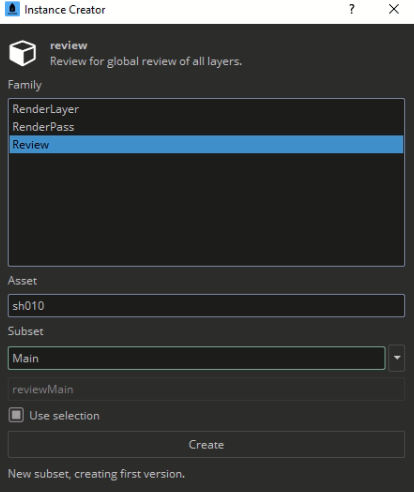 Instance Creator
?
review
Review for global review of all layers.
Family
RenderLayer
RenderPass
Review
Asset
sh010
Subset
Main
reviewMain
Use selection
Create
New subset, creating first version.